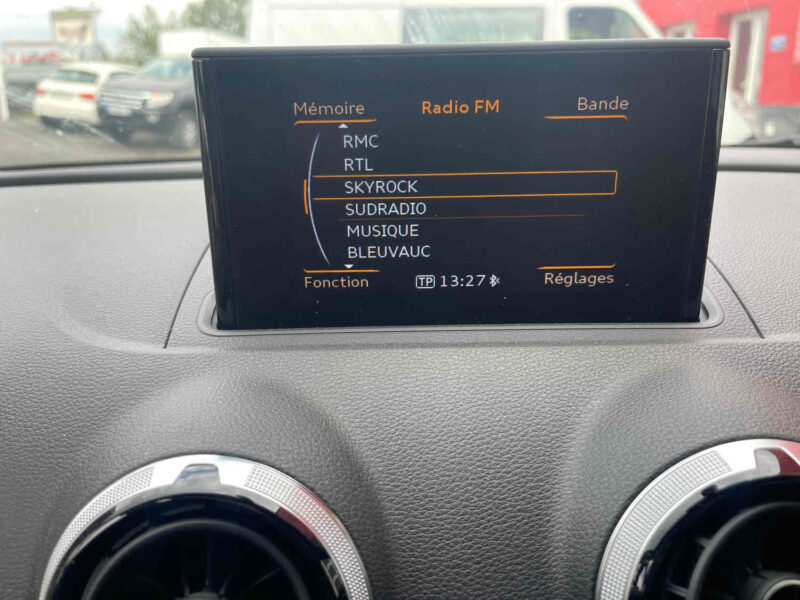 Mémoire Radio FM Bande
RMC
RTL
SKYROCK
SUDRADIO
MUSIQUE
BLEUVAUC
Fonction TP 13:27 Réglages